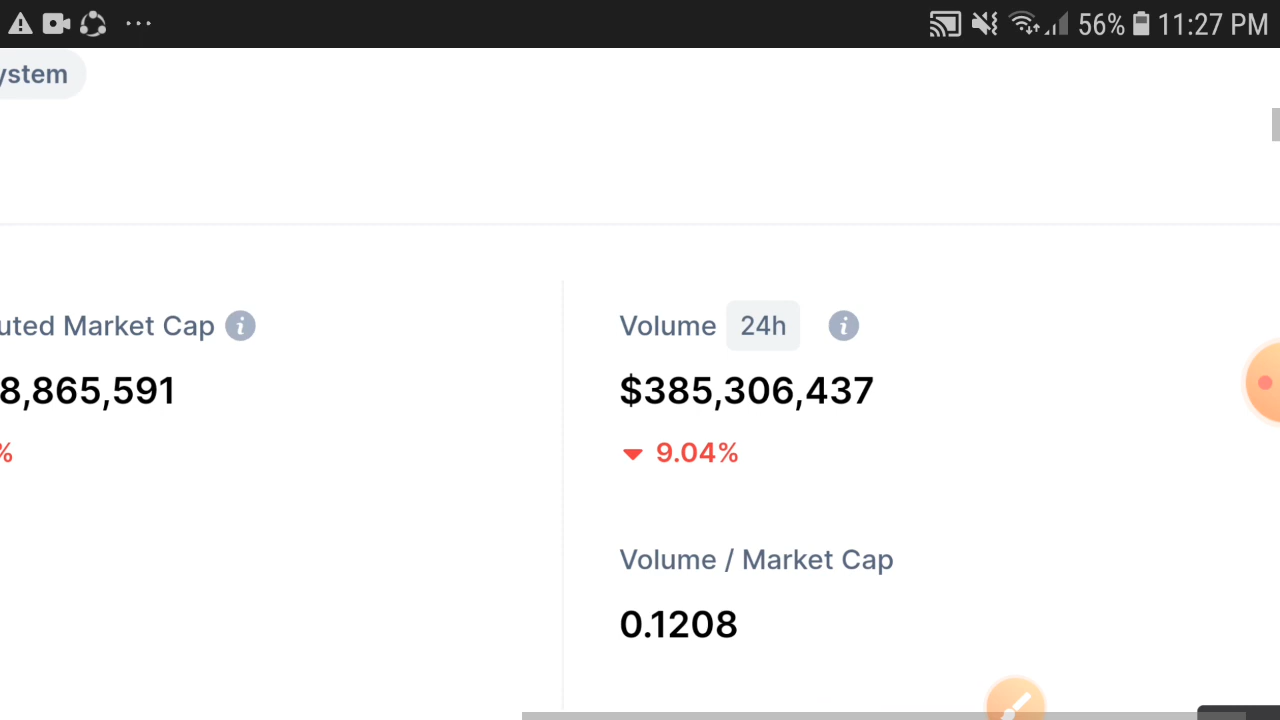 56% 11:27 PM
ystem
uted Market Cap
8,865,591
%
Volume 24h
$385,306,437
9.04%
Volume / Market Cap
0.1208